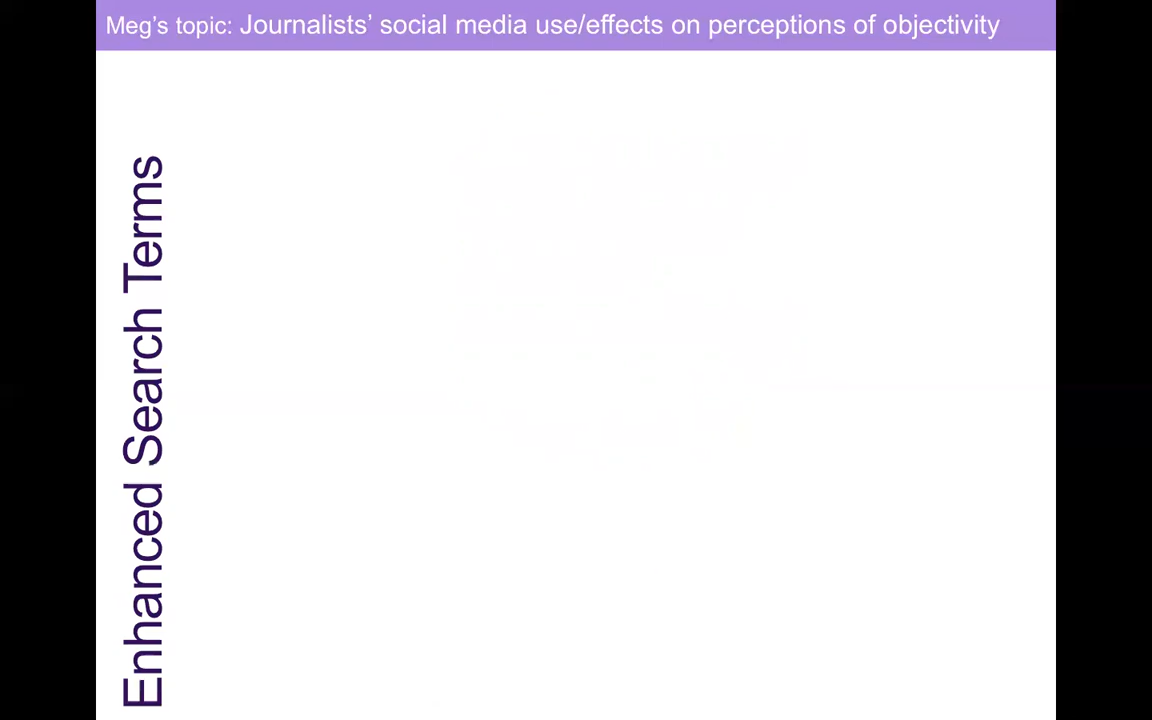 Meg's topic: Journalists' social media use/effects on perceptions of objectivity
Enhanced Search Terms